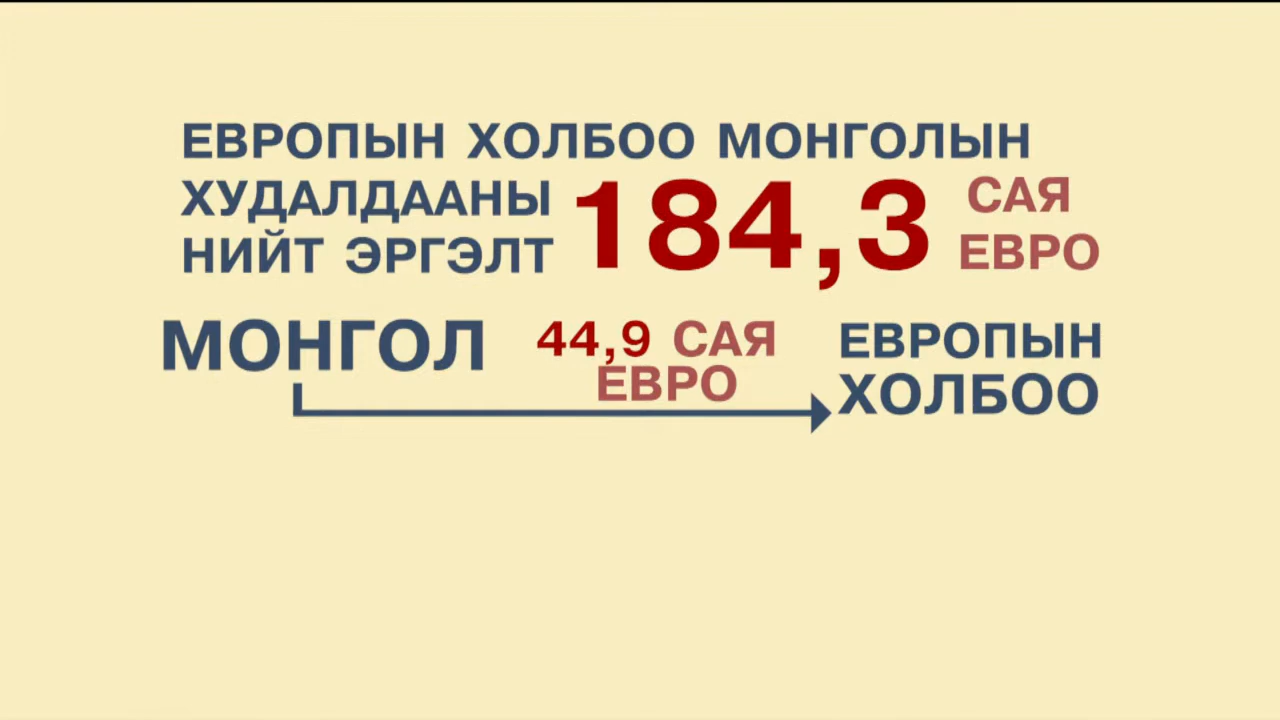 ЕВРОПЫН ХОЛБОО МОНГОЛЫН
ХУДАЛДААНЫ
НИЙТ ЭРГЭЛТ
184,3
САЯ
ЕВРО
МОНГОЛ
44,9 САЯ
ЕВРО
ЕВРОПЫН
ХОЛБОО